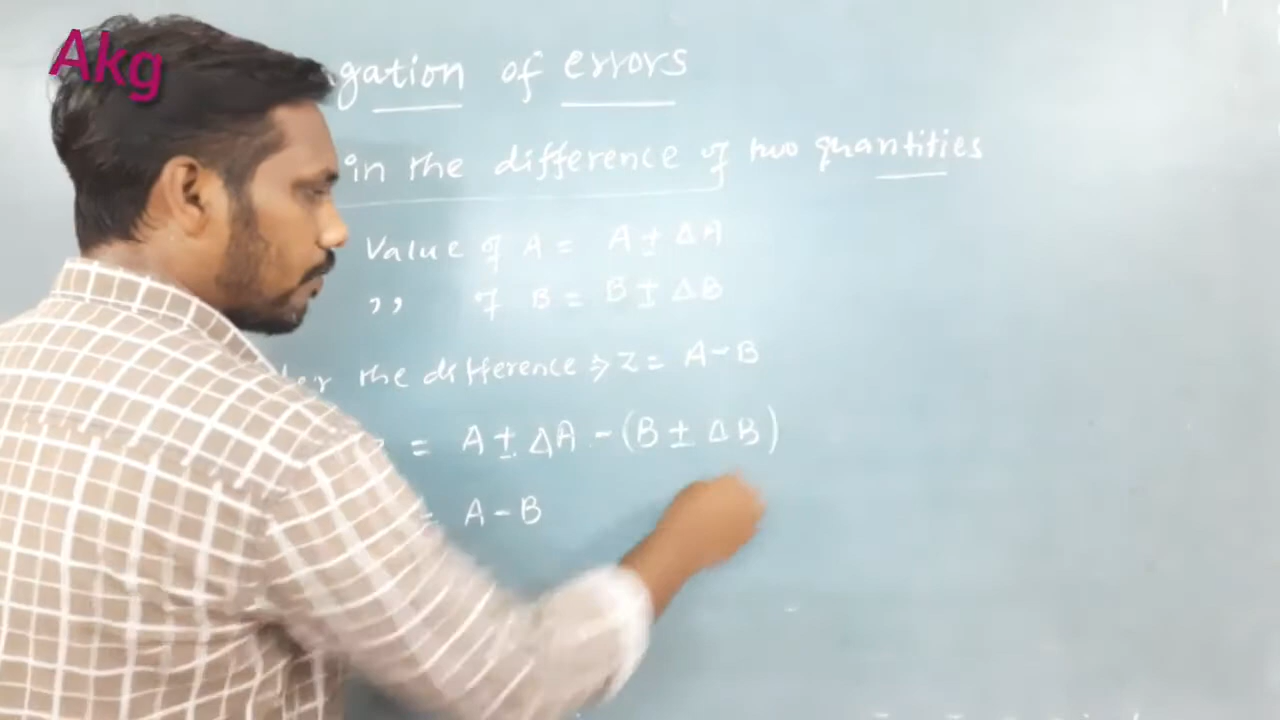 Akg
gation of errors
in the difference of two quantities
Value of A = A ± ΔA
,, of B = B ± ΔB
the difference ⇒ Z = A - B
= A ± ΔA - (B ± ΔB)
= A - B